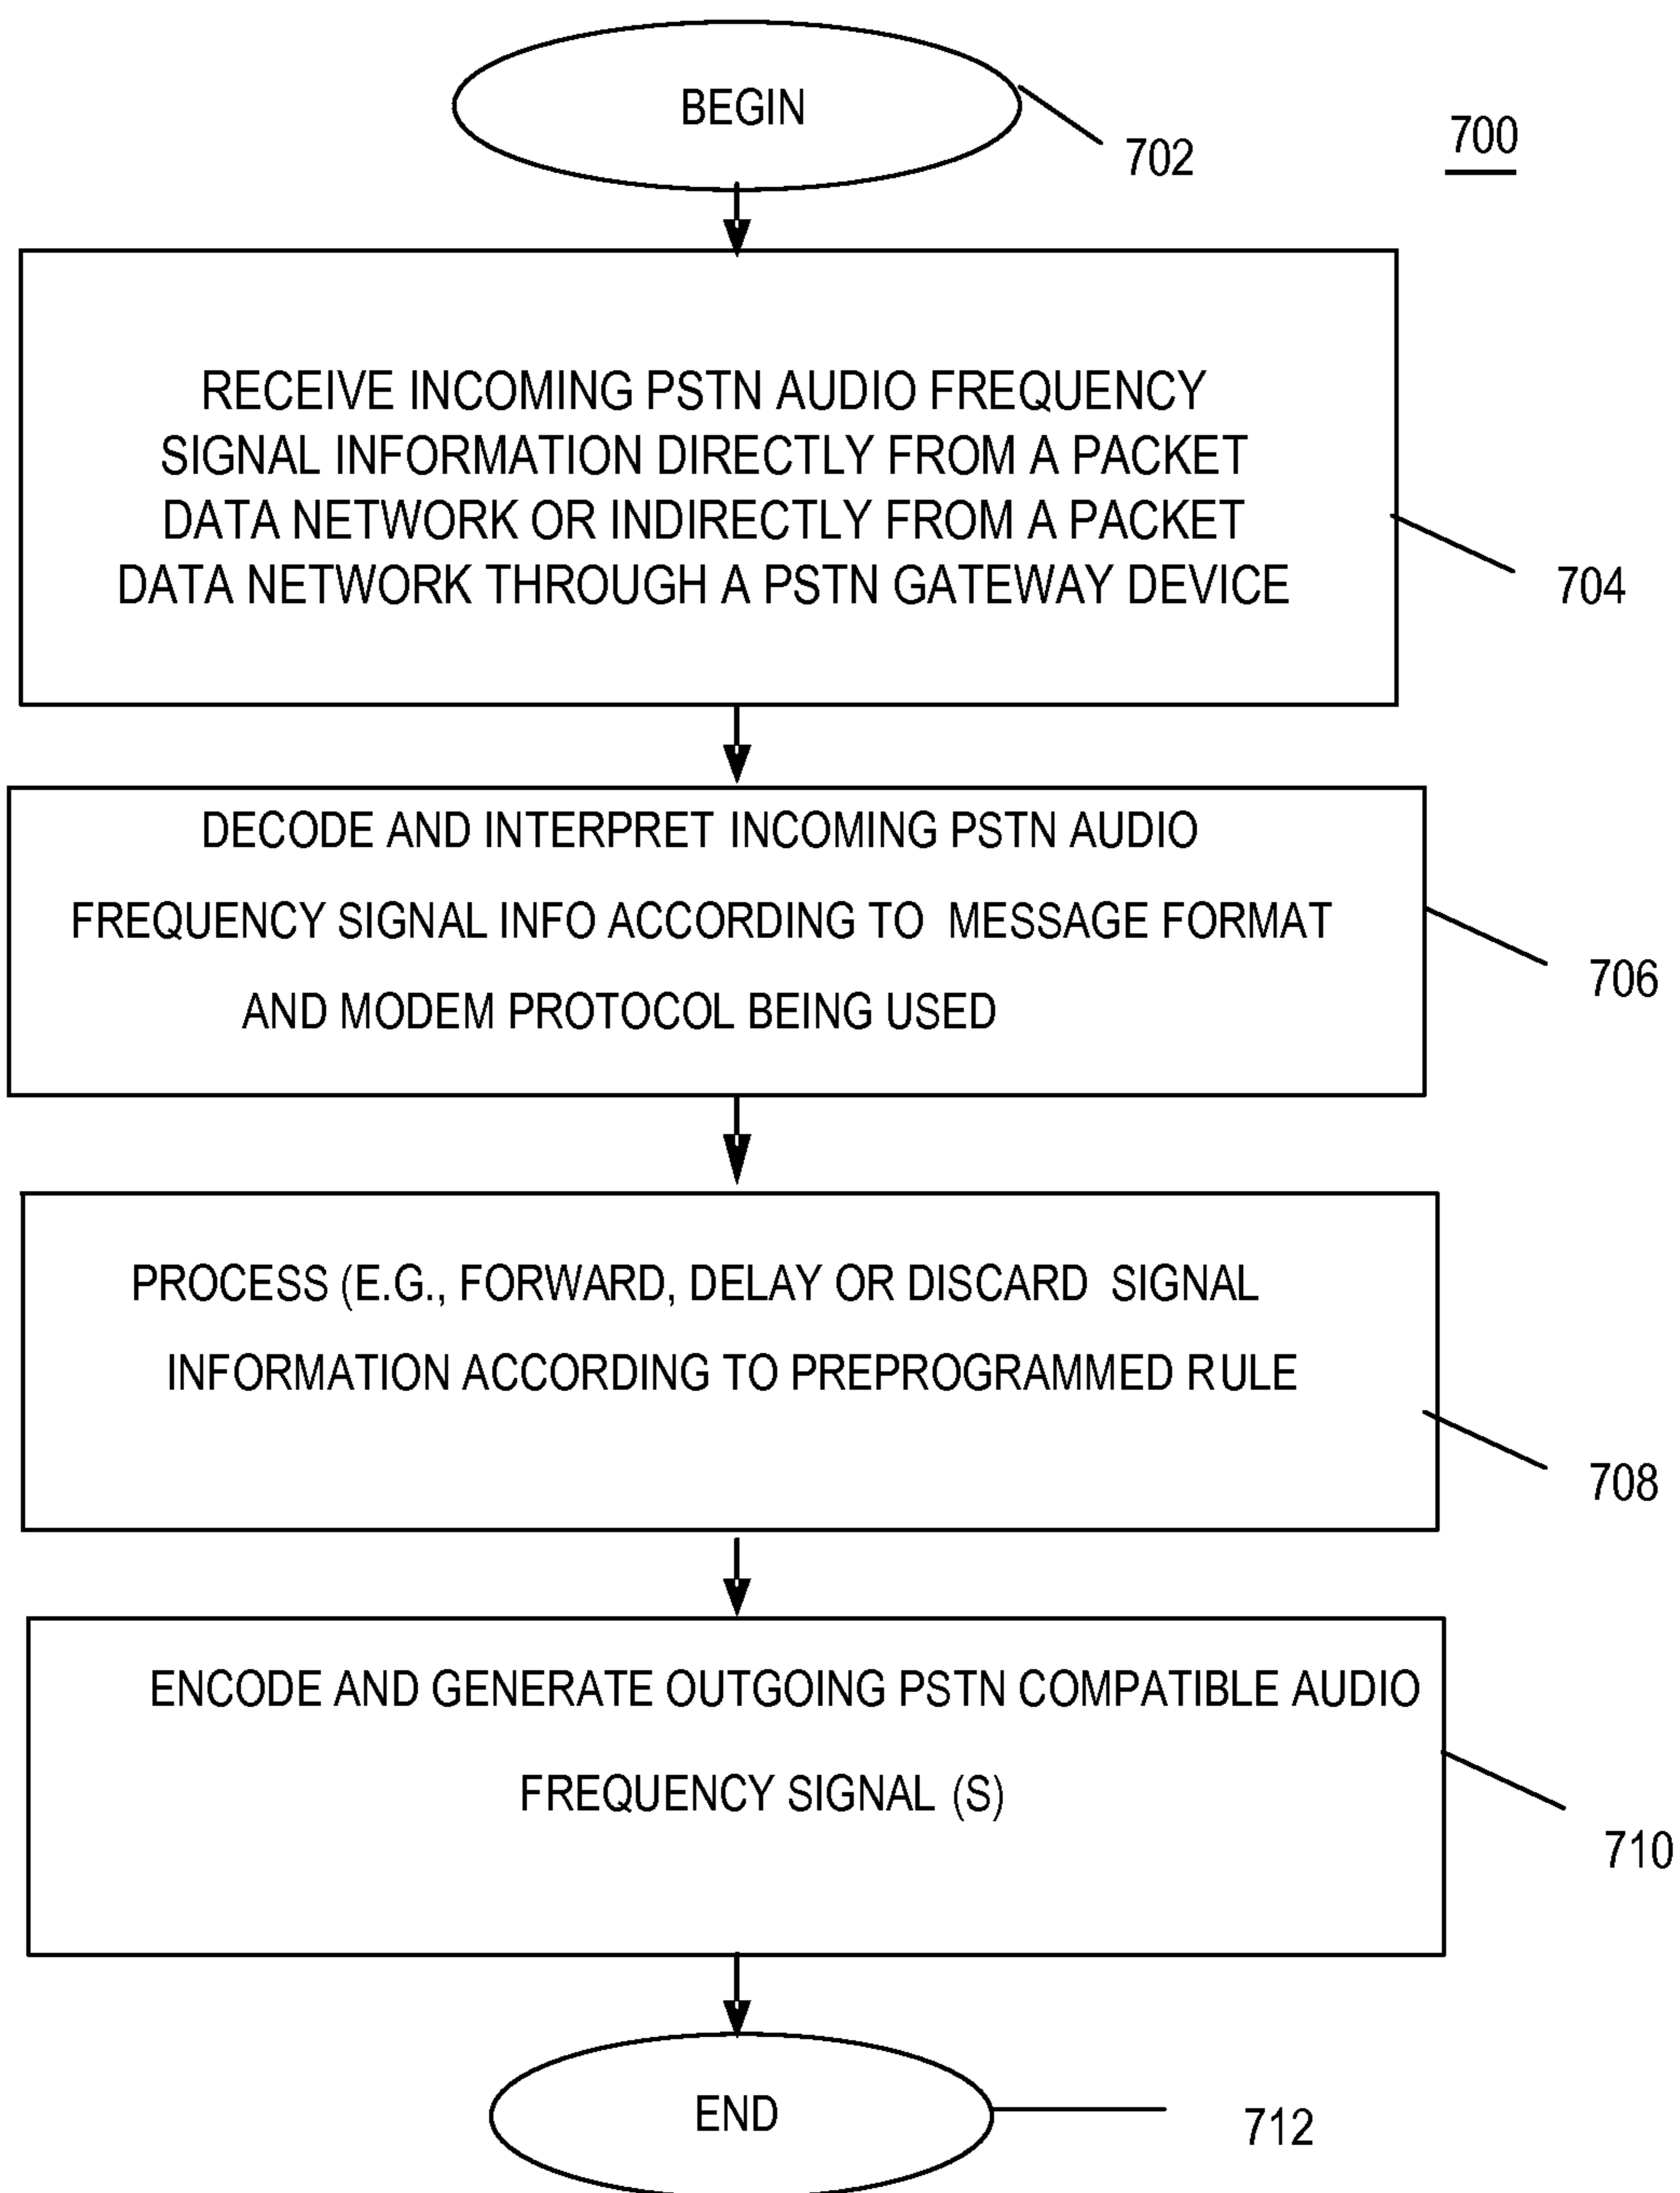 BEGIN
702
700
RECEIVE INCOMING PSTN AUDIO FREQUENCY
SIGNAL INFORMATION DIRECTLY FROM A PACKET
DATA NETWORK OR INDIRECTLY FROM A PACKET
DATA NETWORK THROUGH A PSTN GATEWAY DEVICE
704
DECODE AND INTERPRET INCOMING PSTN AUDIO
FREQUENCY SIGNAL INFO ACCORDING TO MESSAGE FORMAT
AND MODEM PROTOCOL BEING USED
706
PROCESS (E.G., FORWARD, DELAY OR DISCARD SIGNAL
INFORMATION ACCORDING TO PREPROGRAMMED RULE
708
ENCODE AND GENERATE OUTGOING PSTN COMPATIBLE AUDIO
FREQUENCY SIGNAL (S)
710
END
712